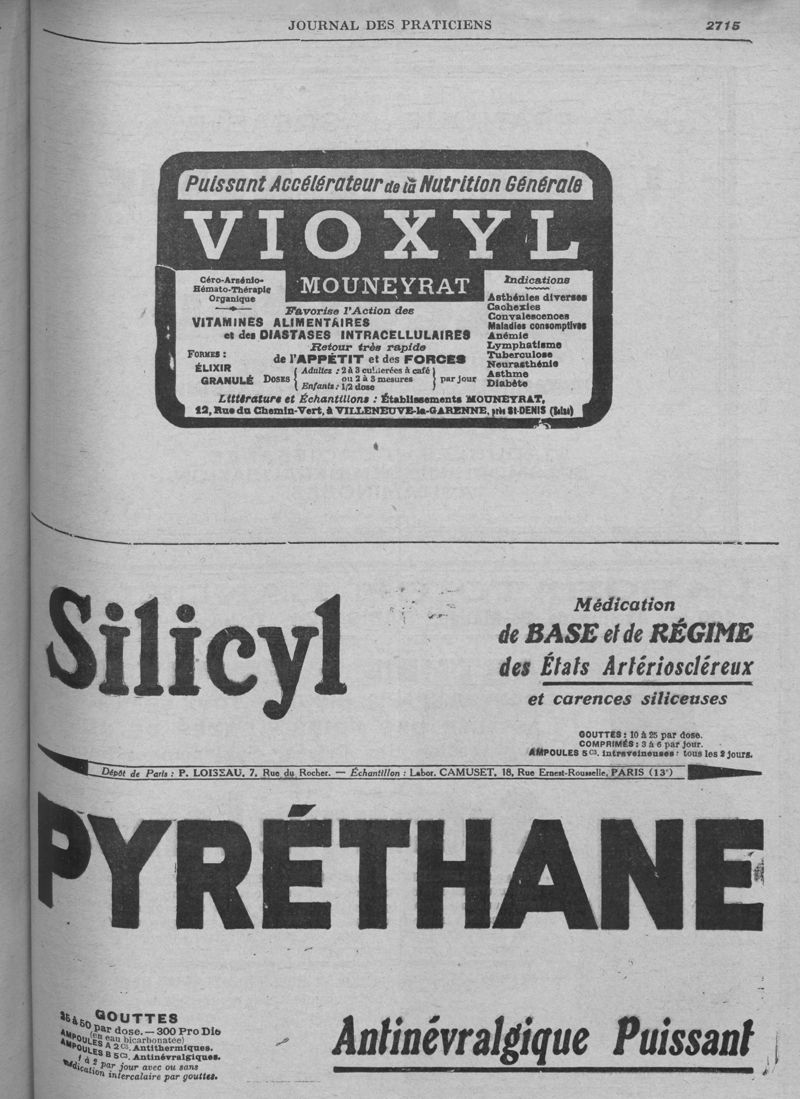 JOURNAL DES PRATICIENS 2715
Puissant Accélérateur de la Nutrition Générale
VIOXYL
MOUNEYRAT
Céro-Arsénio-
Hémato-Thérapie
Organique
Favorise l'Action des
VITAMINES ALIMENTAIRES
et des DIASTASES INTRACELLULAIRES
Retour très rapide
de l'APPÉTIT et des FORCES
FORMES :
ÉLIXIR
GRANULÉ
DOSES
Adultes : 2 à 3 cuillerées à café
ou 2 à 3 mesures
Enfants : 1/2 dose
par jour
Indications
Asthénies diverses
Cachexies
Convalescences
Maladies consomptives
Anémie
Lymphatisme
Tuberculose
Neurasthénie
Asthme
Diabète
Littérature et Échantillons : Établissements MOUNEYRAT,
12, Rue du Chemin-Vert, à VILLENEUVE-la-GARENNE, près St-DENIS (Seine)
Silicyl
Médication
de BASE et de RÉGIME
des États Artérioscléreux
et carences siliceuses
GOUTTES : 10 à 25 par dose.
COMPRIMÉS : 3 à 6 par jour.
AMPOULES 5 cc. intraveineuses : tous les 2 jours.
Dépôt de Paris : P. LOISEAU, 7, Rue du Rocher. — Échantillon : Labor. CAMUSET, 18, Rue Ernest-Rousselle, PARIS (13e)
PYRÉTHANE
GOUTTES
25 à 50 par dose. — 300 Pro Die
(en eau bicarbonatée)
AMPOULES A 2 cc. Antithermiques.
AMPOULES B 5 cc. Antinévralgiques.
1 à 2 par jour avec ou sans
médication intercalaire par gouttes.
Antinévralgique Puissant